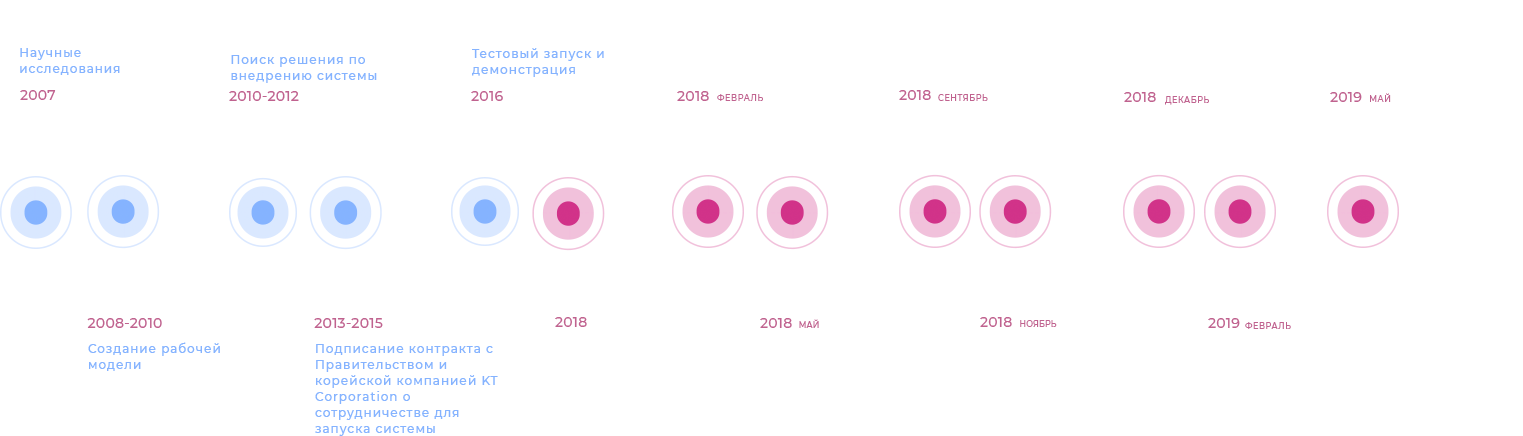 Научные
исследования
2007
Поиск решения по
внедрению системы
2010-2012
Тестовый запуск и
демонстрация
2016
2018 ФЕВРАЛЬ
2018 СЕНТЯБРЬ
2018 ДЕКАБРЬ
2019 МАЙ
2008-2010
Создание рабочей
модели
2013-2015
Подписание контракта с
Правительством и
корейской компанией KT
Corporation о
сотрудничестве для
запуска системы
2018
2018 МАЙ
2018 НОЯБРЬ
2019 ФЕВРАЛЬ